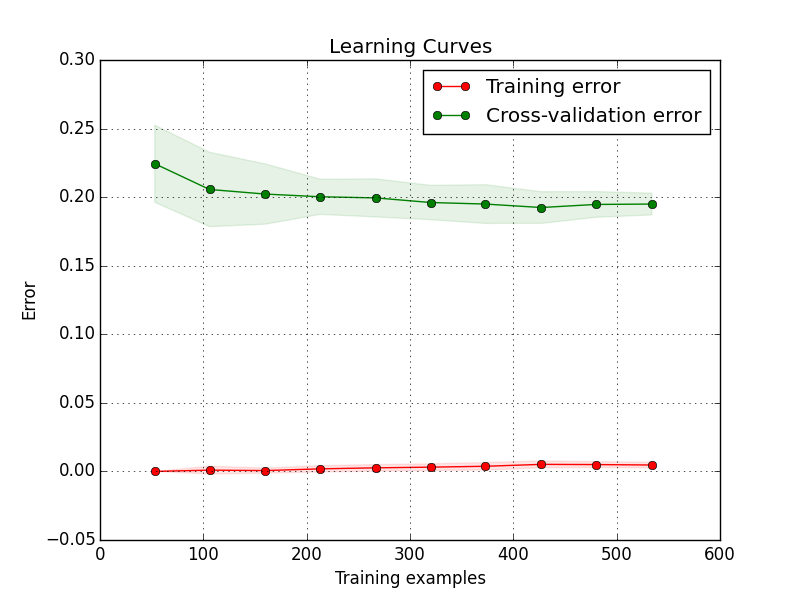 Learning Curves
Training error
Cross-validation error
0.30
0.25
0.20
0.15
0.10
0.05
0.00
−0.05
Error
0 100 200 300 400 500 600
Training examples